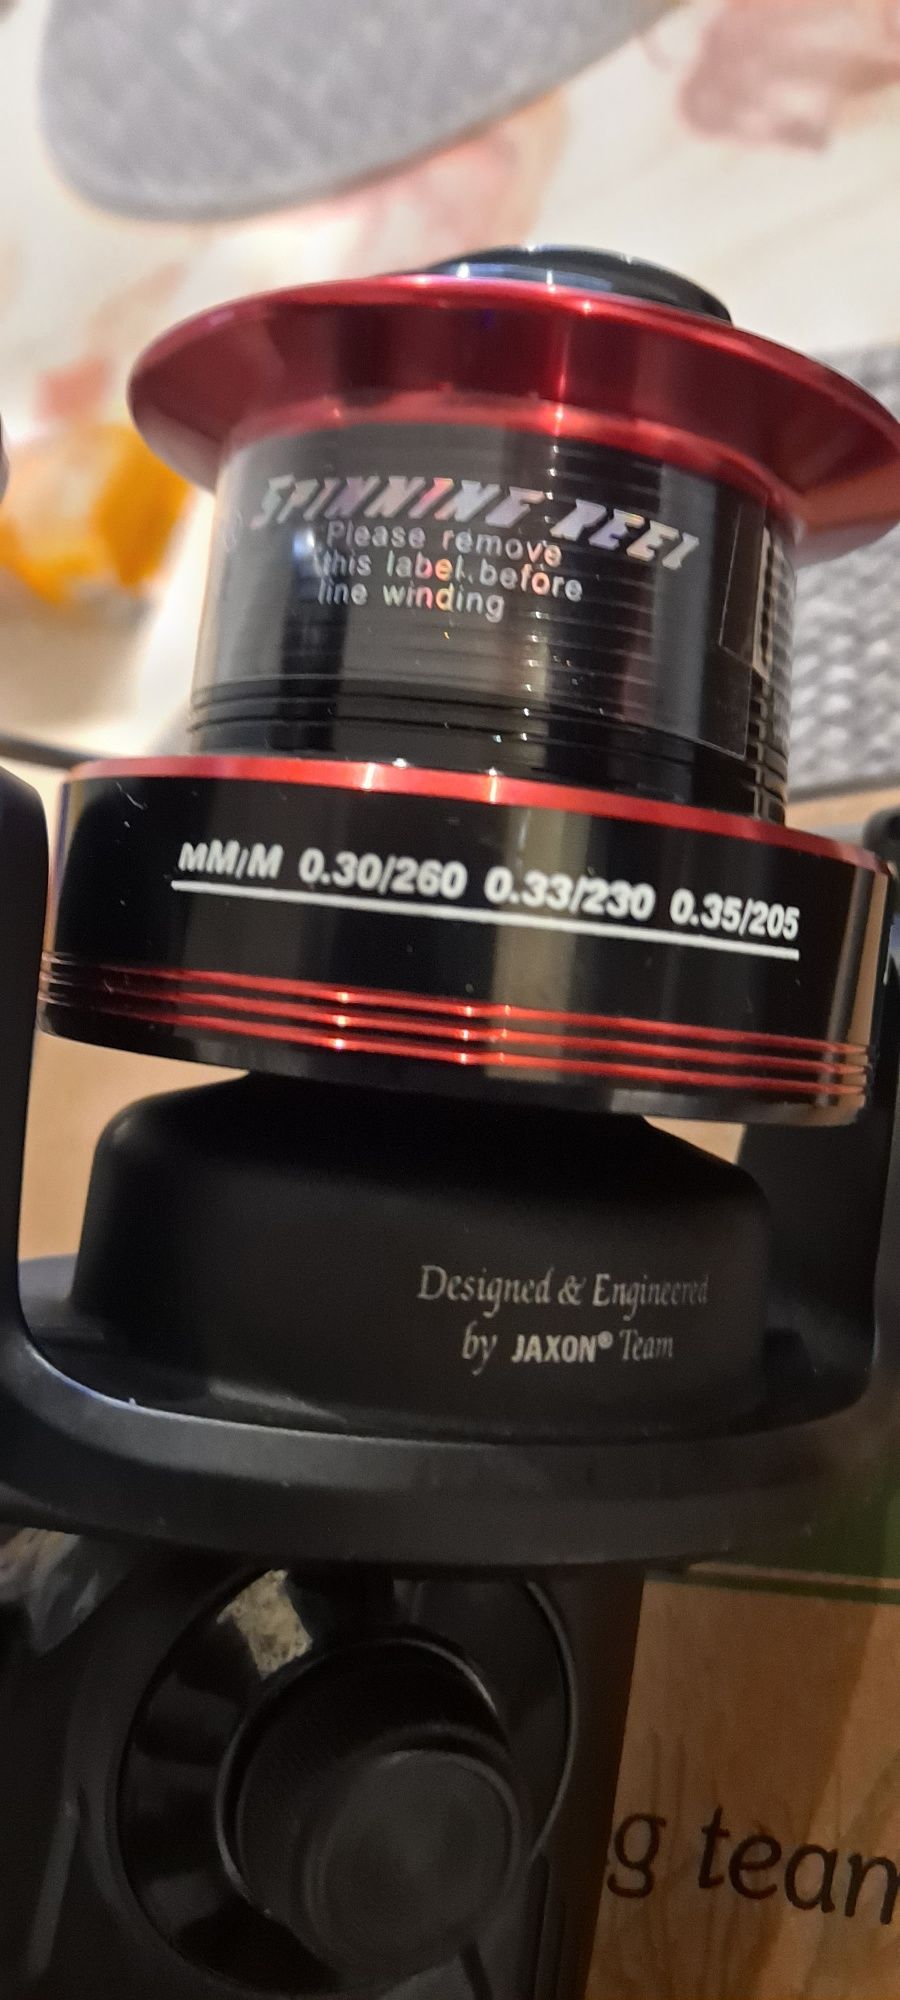 SPINNING REEL
Please remove
this label before
line winding
MM/M 0.30/260 0.33/230 0.35/205
Designed & Engineered
by JAXON® Team
g team